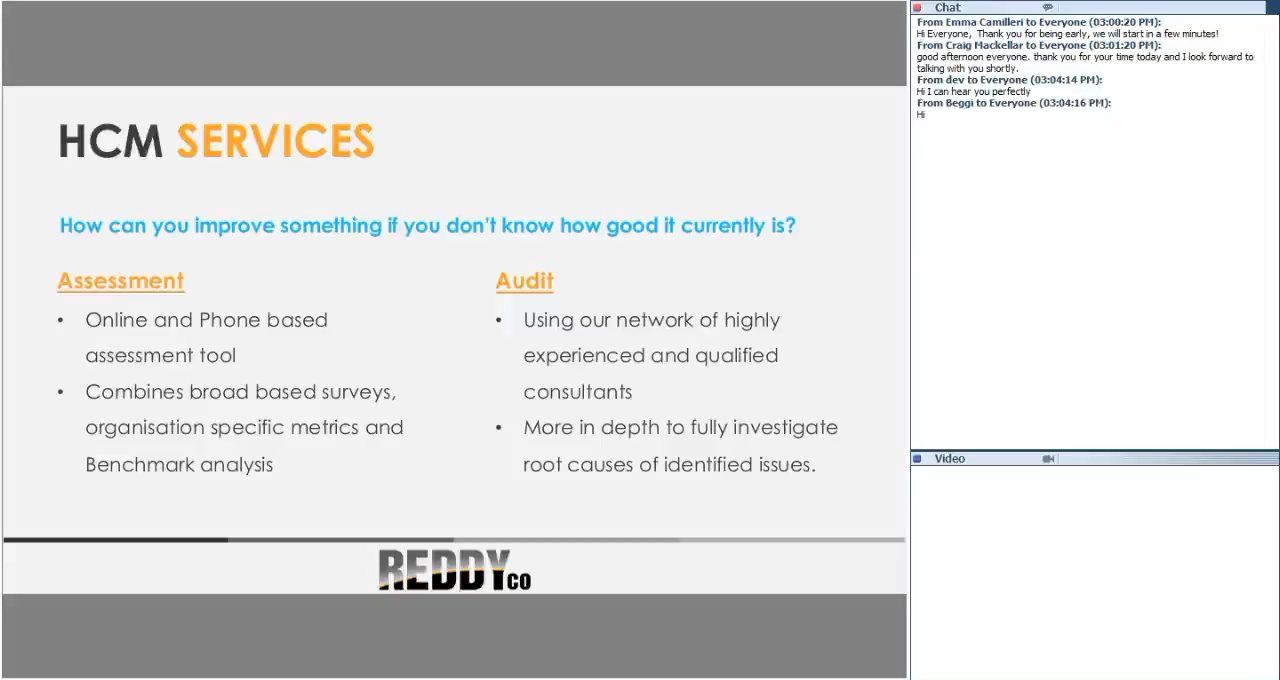 HCM SERVICES
How can you improve something if you don't know how good it currently is?
Assessment
• Online and Phone based
assessment tool
• Combines broad based surveys,
organisation specific metrics and
Benchmark analysis
Audit
• Using our network of highly
experienced and qualified
consultants
• More in depth to fully investigate
root causes of identified issues.
REDDYCO
Chat
From Emma Camilleri to Everyone (03:00:20 PM):
Hi Everyone, Thank you for being early, we will start in a few minutes!
From Craig Mackellar to Everyone (03:01:20 PM):
good afternoon everyone. thank you for your time today and I look forward to
talking with you shortly.
From dev to Everyone (03:04:14 PM):
Hi I can hear you perfectly
From Beggi to Everyone (03:04:16 PM):
Hi
Video